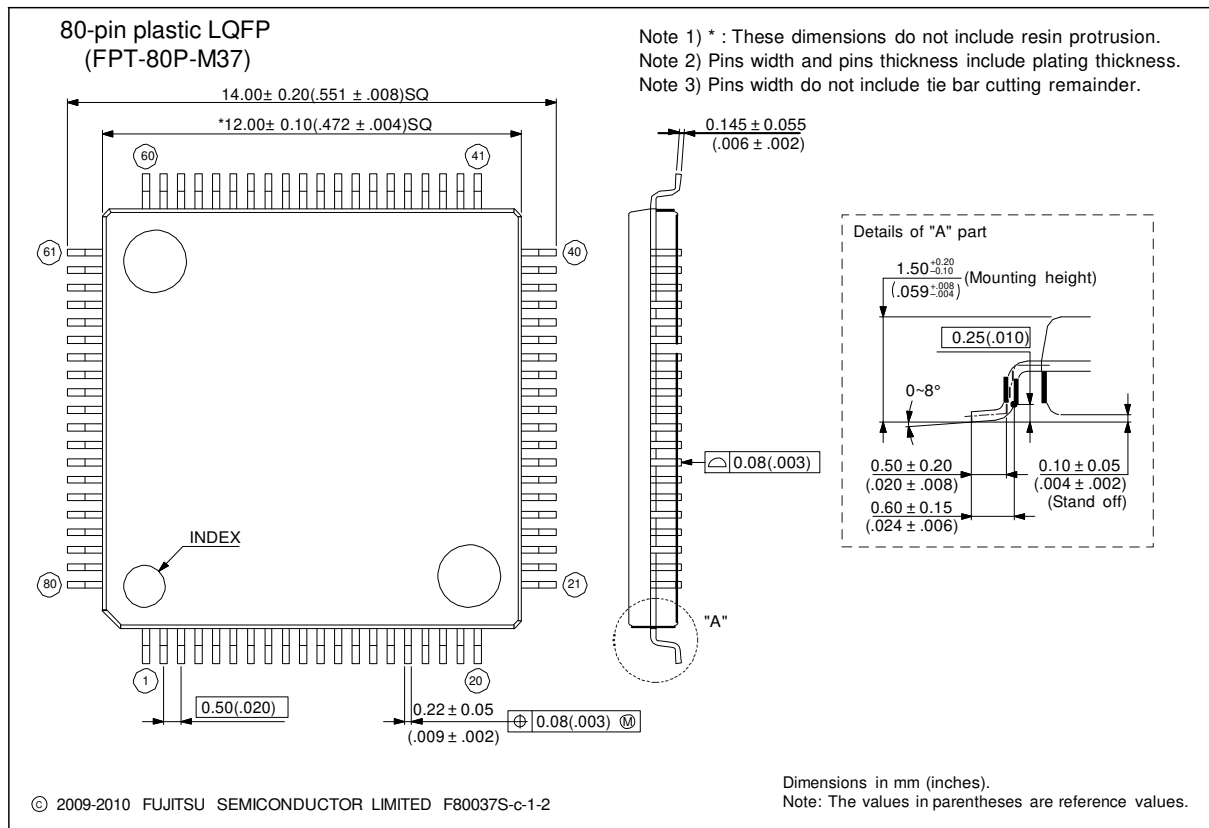 80-pin plastic LQFP
(FPT-80P-M37)
Note 1) * : These dimensions do not include resin protrusion.
Note 2) Pins width and pins thickness include plating thickness.
Note 3) Pins width do not include tie bar cutting remainder.
14.00± 0.20(.551 ± .008)SQ
*12.00± 0.10(.472 ± .004)SQ
0.145 ± 0.055
(.006 ± .002)
60
41
61
40
Details of "A" part
1.50 +0.20 –0.10 (Mounting height)
(.059 +.008 –.004)
0.25(.010)
0~8°
0.08(.003)
0.50 ± 0.20
(.020 ± .008)
0.10 ± 0.05
(.004 ± .002)
(Stand off)
0.60 ± 0.15
(.024 ± .006)
INDEX
80
21
"A"
1
20
0.50(.020)
0.22 ± 0.05
(.009 ± .002)
0.08(.003) Ⓜ
© 2009-2010 FUJITSU SEMICONDUCTOR LIMITED F80037S-c-1-2
Dimensions in mm (inches).
Note: The values in parentheses are reference values.